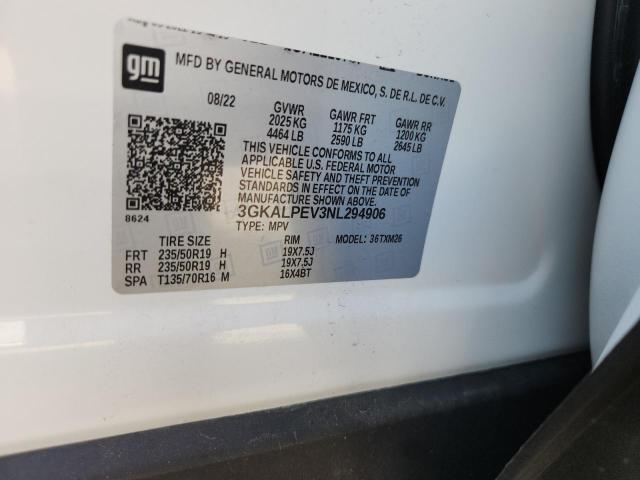 gm
MFD BY GENERAL MOTORS DE MEXICO, S. DE R.L. DE C.V.
08/22 GVWR GAWR FRT GAWR RR
2025 KG 1175 KG 1200 KG
4464 LB 2590 LB 2645 LB
THIS VEHICLE CONFORMS TO ALL
APPLICABLE U.S. FEDERAL MOTOR
VEHICLE SAFETY AND THEFT PREVENTION
STANDARDS IN EFFECT ON THE DATE OF
MANUFACTURE SHOWN ABOVE.
8624 3GKALPEV3NL294906
TYPE: MPV MODEL: 36TXM26
TIRE SIZE RIM
FRT 235/50R19 H 19X7.5J
RR 235/50R19 H 19X7.5J
SPA T135/70R16 M 16X4BT